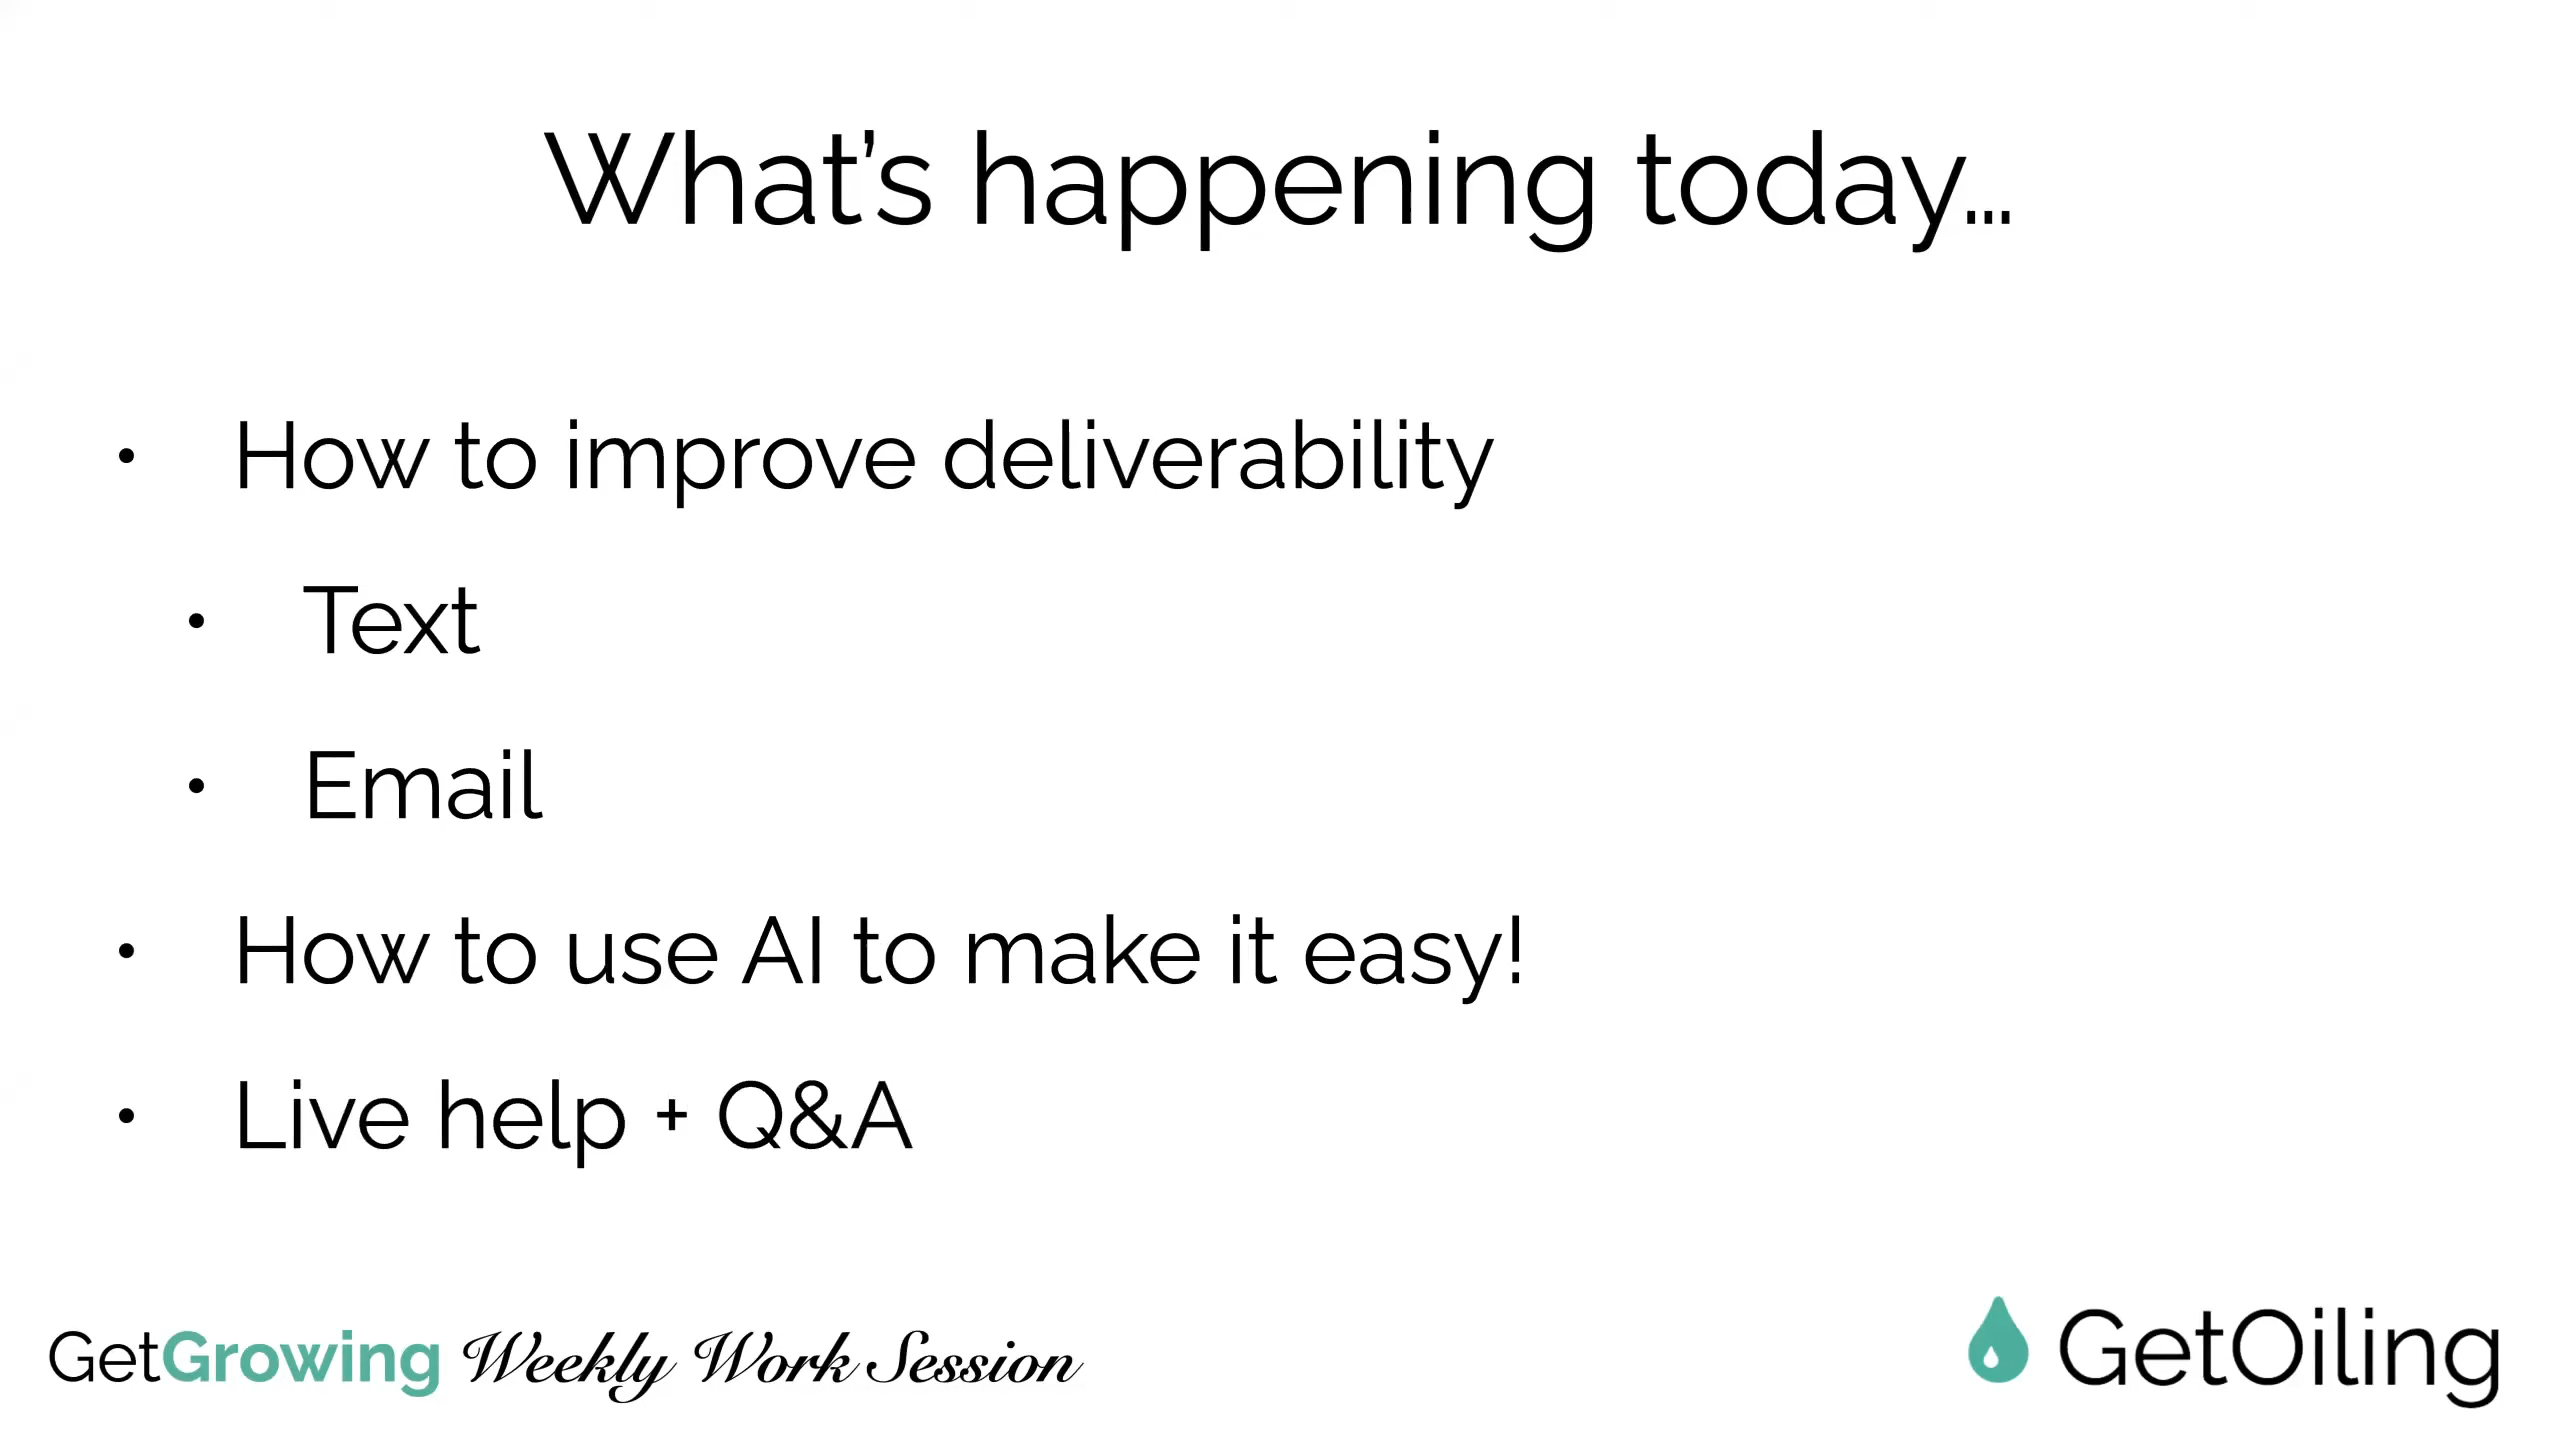 What’s happening today...
• How to improve deliverability
• Text
• Email
• How to use AI to make it easy!
• Live help + Q&A
GetGrowing Weekly Work Session
GetOiling